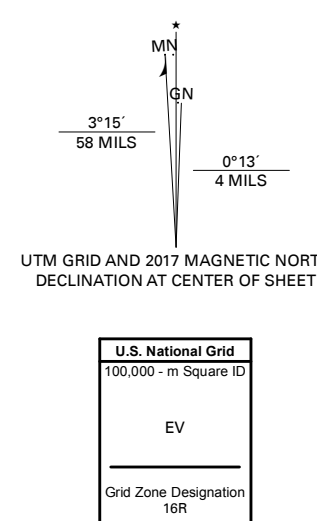 ★
MN
GN
3°15´
58 MILS
0°13´
4 MILS
UTM GRID AND 2017 MAGNETIC NORT
DECLINATION AT CENTER OF SHEET
U.S. National Grid
100,000 - m Square ID
EV
Grid Zone Designation
16R